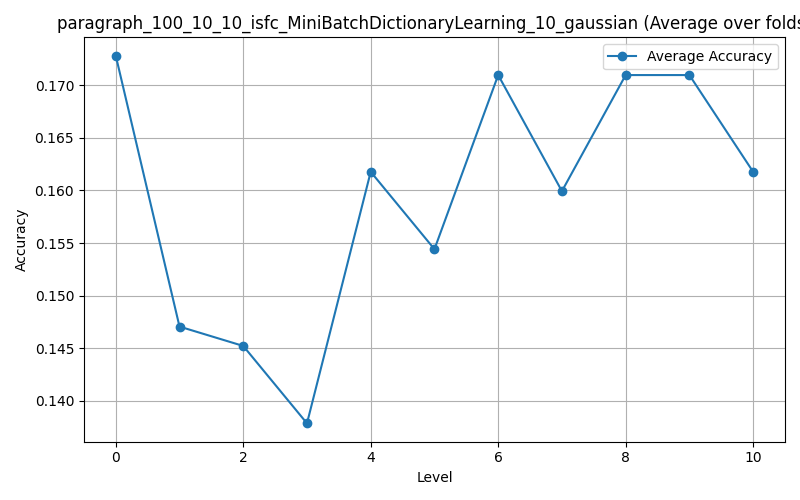 paragraph_100_10_10_isfc_MiniBatchDictionaryLearning_10_gaussian (Average over folds
Average Accuracy
0.170
0.165
0.160
0.155
0.150
0.145
0.140
Accuracy
0 2 4 6 8 10
Level